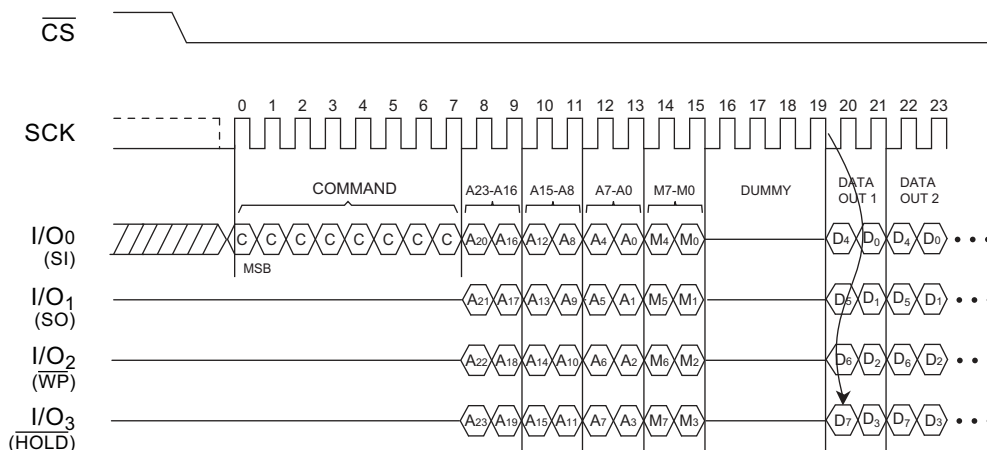 CS
0 1 2 3 4 5 6 7 8 9 10 11 12 13 14 15 16 17 18 19 20 21 22 23
SCK
COMMAND A23-A16 A15-A8 A7-A0 M7-M0 DUMMY DATA OUT 1 DATA OUT 2
I/O0 C C C C C C C C A20 A16 A12 A8 A4 A0 M4 M0 D4 D0 D4 D0 • • •
(SI) MSB
I/O1 A21 A17 A13 A9 A5 A1 M5 M1 D5 D1 D5 D1 • • •
(SO)
I/O2 A22 A18 A14 A10 A6 A2 M6 M2 D6 D2 D6 D2 • • •
(WP)
I/O3 A23 A19 A15 A11 A7 A3 M7 M3 D7 D3 D7 D3 • • •
(HOLD)